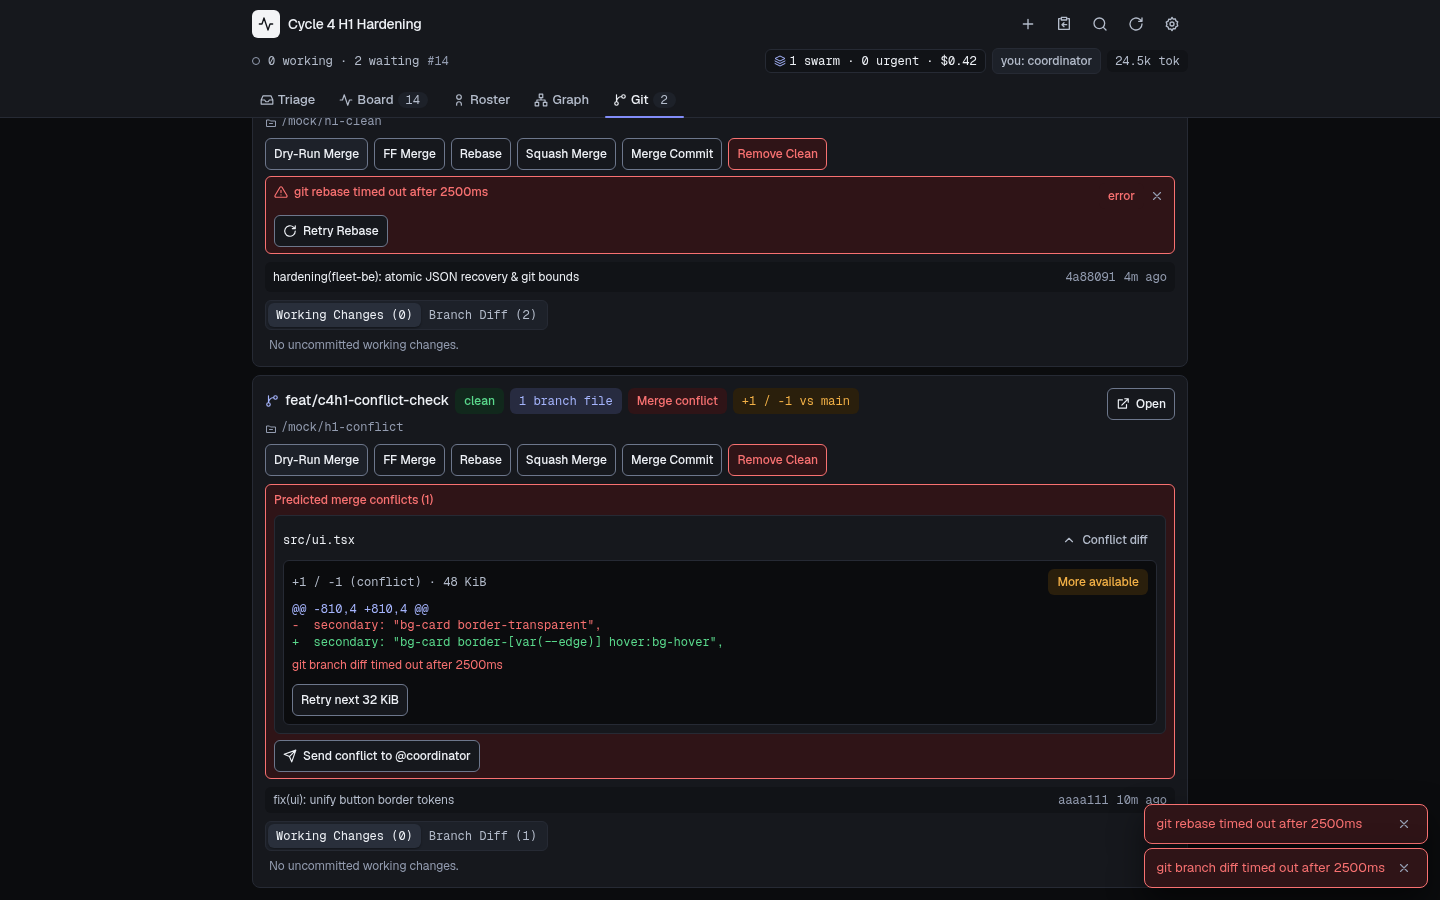 Cycle 4 H1 Hardening
0 working · 2 waiting #14
1 swarm · 0 urgent · $0.42
you: coordinator
24.5k tok
Triage
Board 14
Roster
Graph
Git 2
/mock/h1-clean
Dry-Run Merge
FF Merge
Rebase
Squash Merge
Merge Commit
Remove Clean
git rebase timed out after 2500ms
error
Retry Rebase
hardening(fleet-be): atomic JSON recovery & git bounds
4a88091 4m ago
Working Changes (0)
Branch Diff (2)
No uncommitted working changes.
feat/c4h1-conflict-check
clean
1 branch file
Merge conflict
+1 / -1 vs main
Open
/mock/h1-conflict
Dry-Run Merge
FF Merge
Rebase
Squash Merge
Merge Commit
Remove Clean
Predicted merge conflicts (1)
src/ui.tsx
Conflict diff
+1 / -1 (conflict) · 48 KiB
More available
@@ -810,4 +810,4 @@
-  secondary: "bg-card border-transparent",
+  secondary: "bg-card border-[var(--edge)] hover:bg-hover",
git branch diff timed out after 2500ms
Retry next 32 KiB
Send conflict to @coordinator
fix(ui): unify button border tokens
aaaa111 10m ago
Working Changes (0)
Branch Diff (1)
No uncommitted working changes.
git rebase timed out after 2500ms
git branch diff timed out after 2500ms